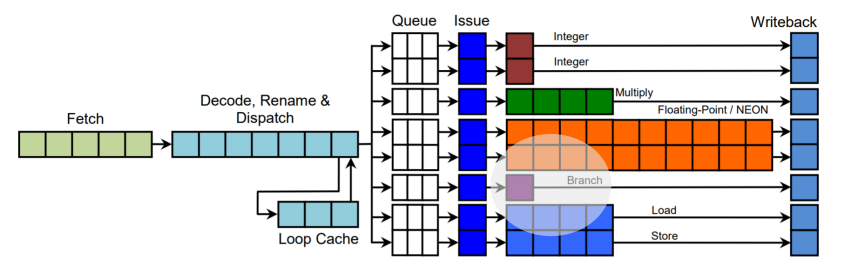 Queue
Issue
Writeback
Integer
Integer
Multiply
Floating-Point / NEON
Decode, Rename &
Dispatch
Fetch
Branch
Load
Store
Loop Cache